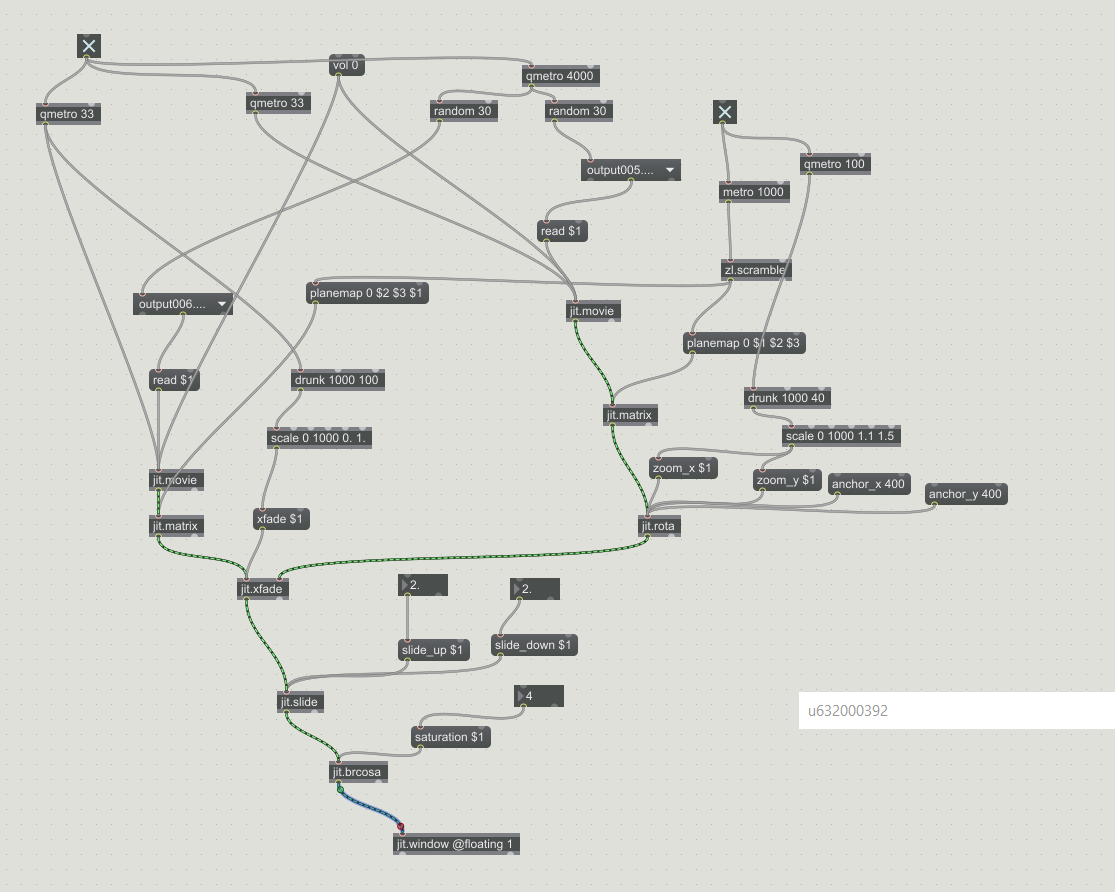 vol 0
qmetro 4000
qmetro 33
qmetro 33
random 30
random 30
output005....
qmetro 100
metro 1000
read $1
zl.scramble
planemap 0 $2 $3 $1
output006....
jit.movie
planemap 0 $1 $2 $3
read $1
drunk 1000 100
drunk 1000 40
jit.matrix
scale 0 1000 0. 1.
scale 0 1000 1.1 1.5
zoom_x $1
jit.movie
zoom_y $1
anchor_x 400
anchor_y 400
jit.matrix
xfade $1
jit.rota
jit.xfade
2.
2.
slide_up $1
slide_down $1
jit.slide
4
u632000392
saturation $1
jit.brcosa
jit.window @floating 1